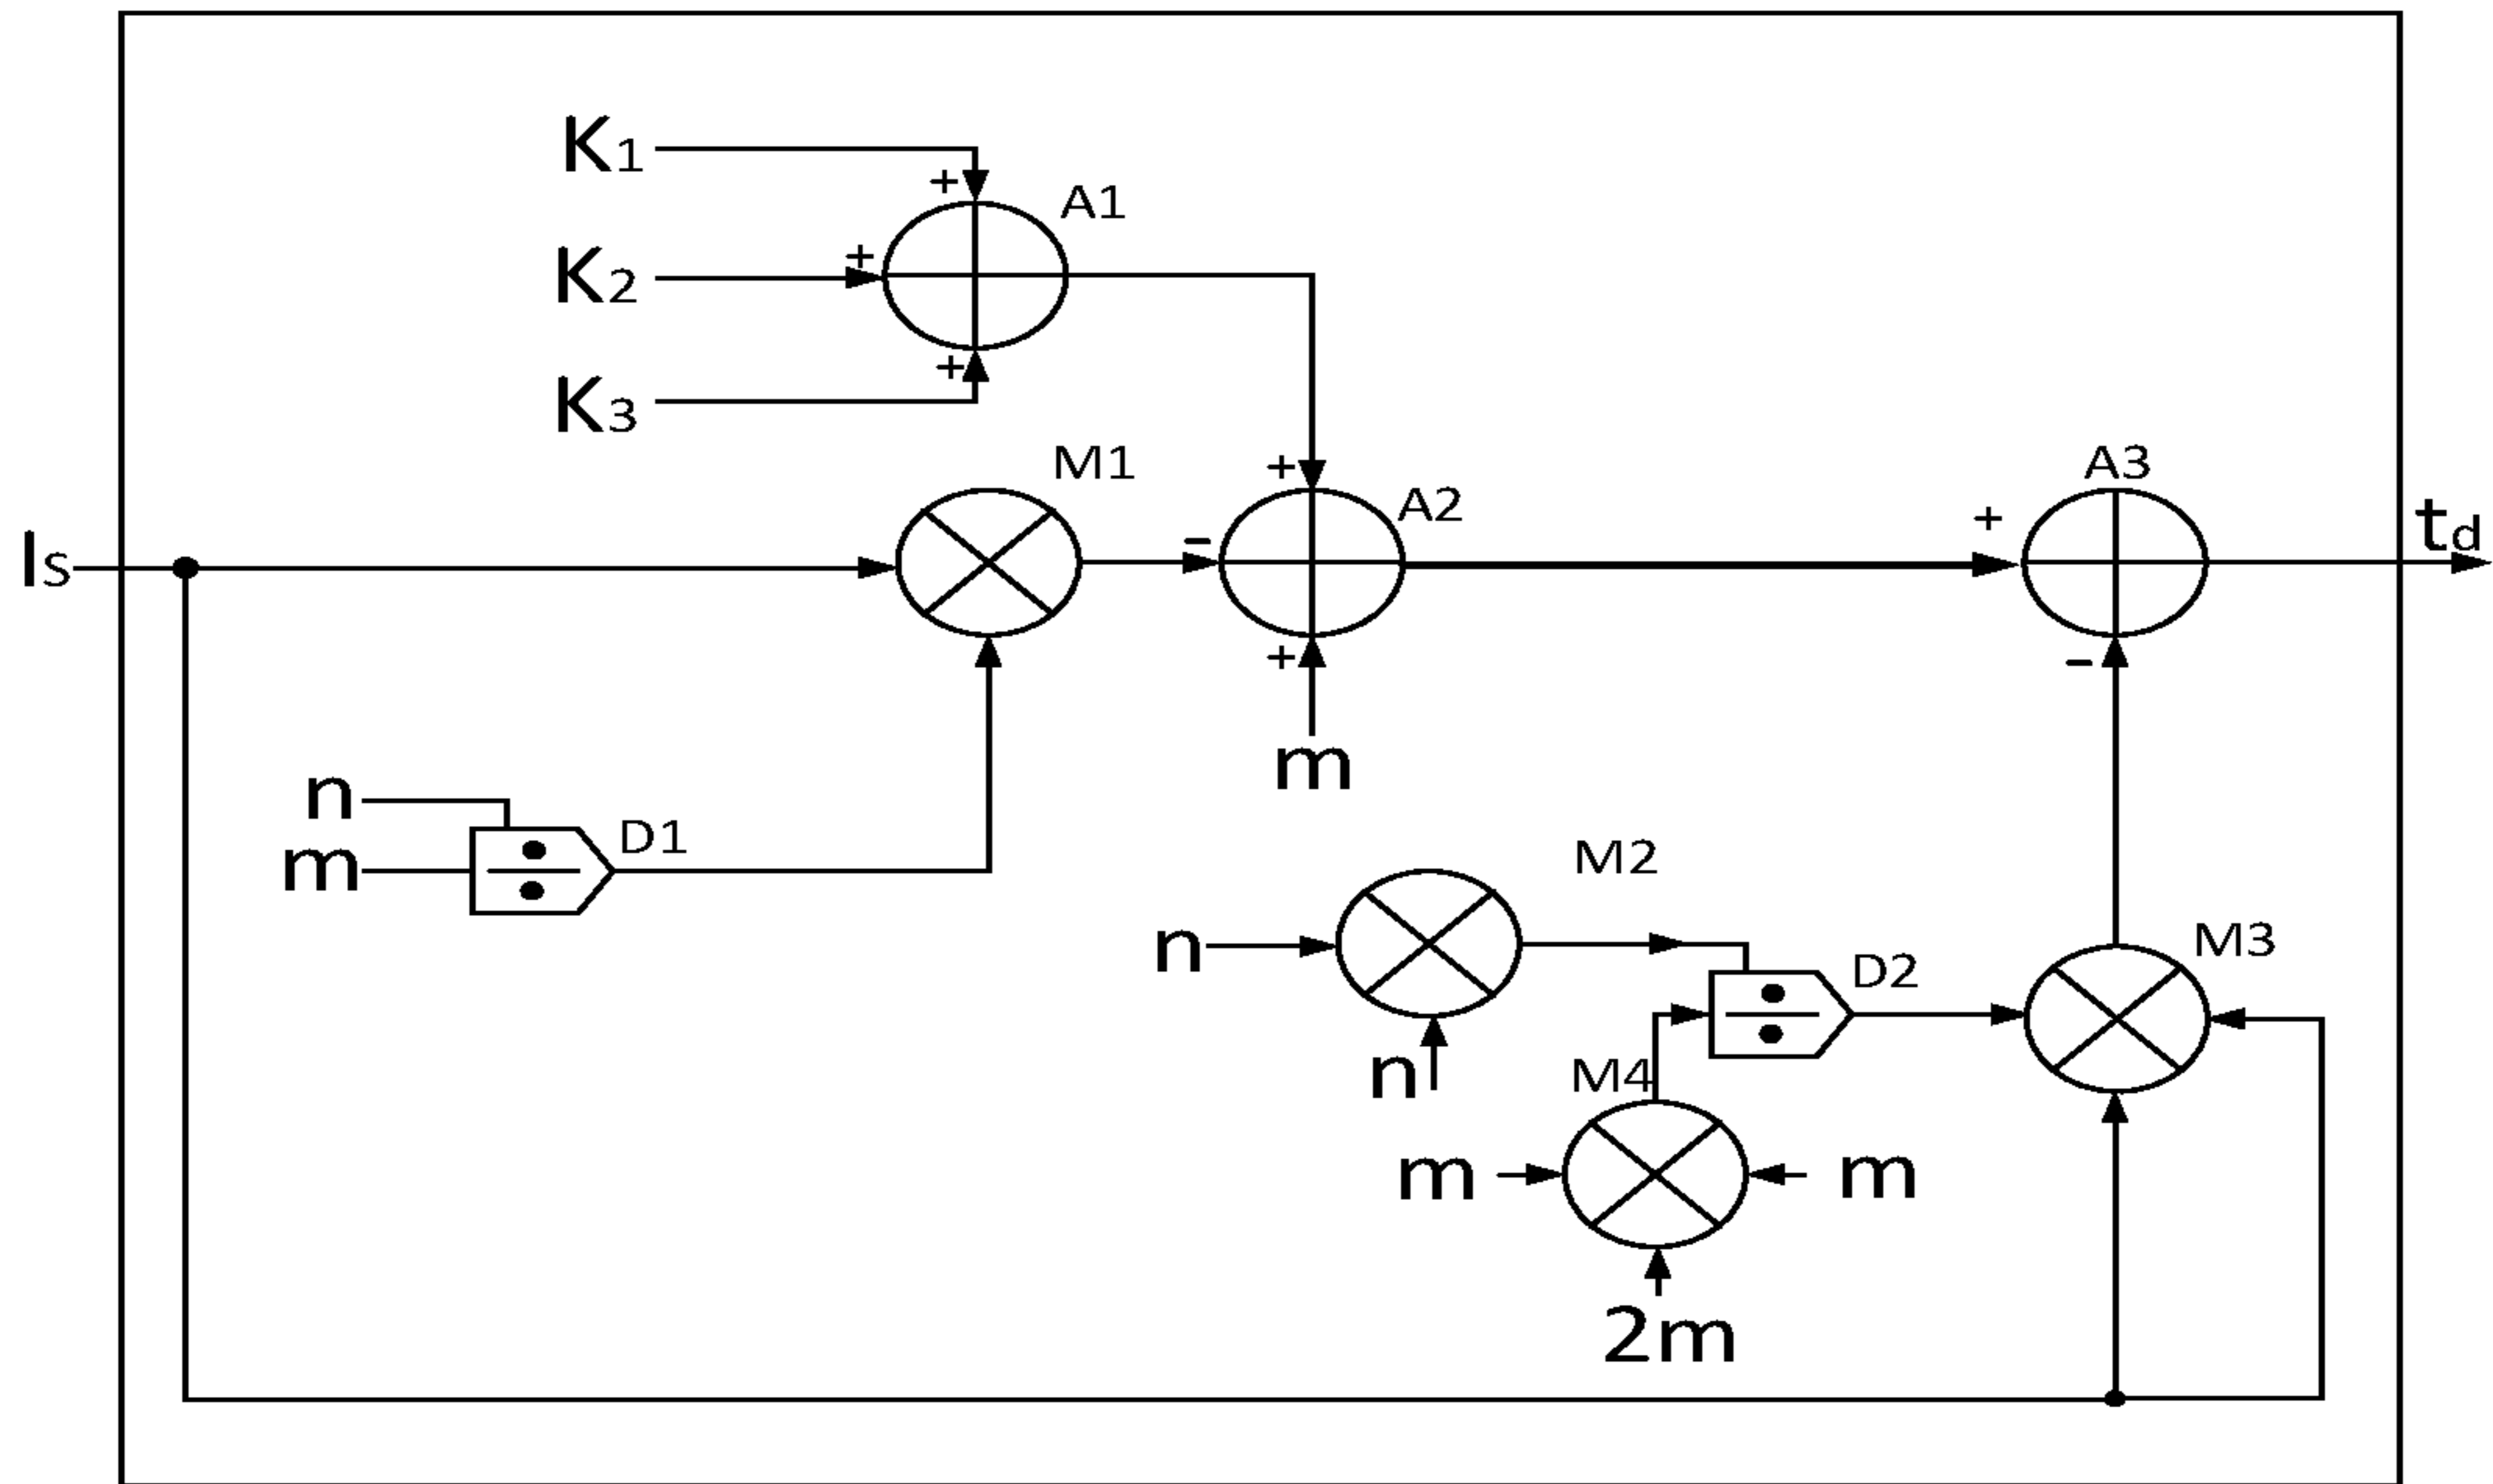 K1
A1
K2
K3
M1
A2
A3
Is
td
m
n
D1
m
M2
n
M3
D2
n
M4
m
m
2m
+
+
+
+
-
+
+
-